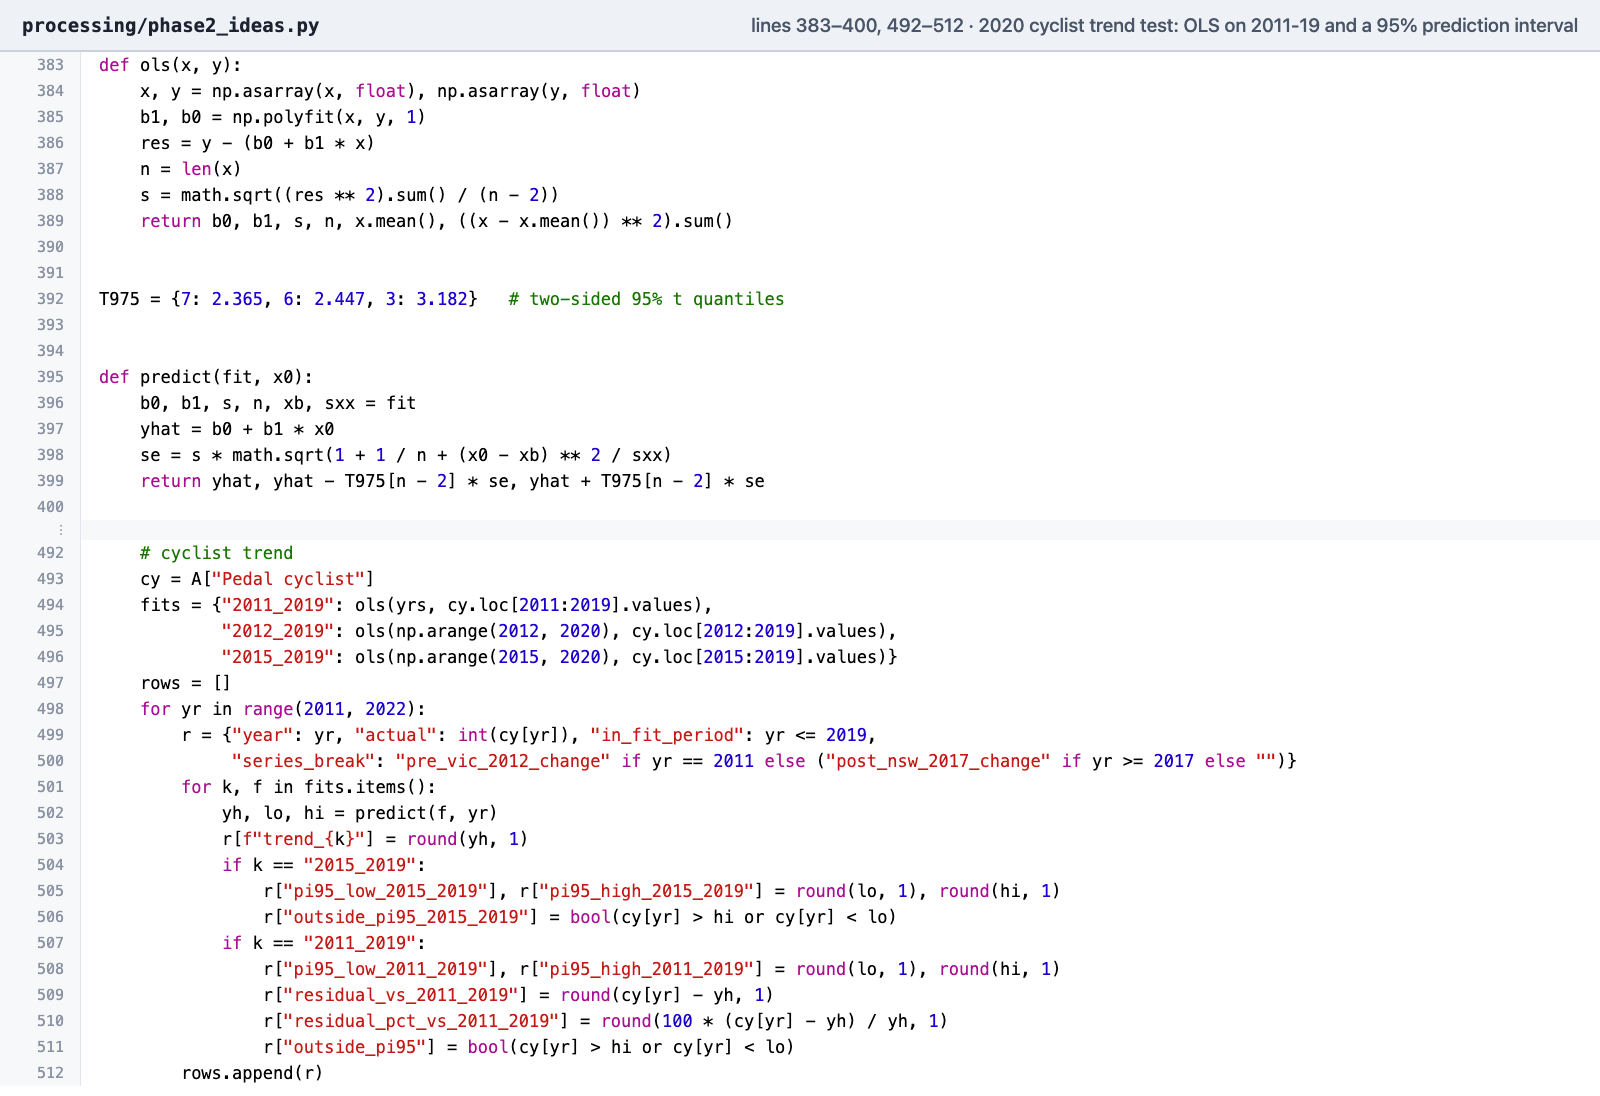 processing/phase2_ideas.py
lines 383–400, 492–512 · 2020 cyclist trend test: OLS on 2011-19 and a 95% prediction interval
383 def ols(x, y):
384     x, y = np.asarray(x, float), np.asarray(y, float)
385     b1, b0 = np.polyfit(x, y, 1)
386     res = y - (b0 + b1 * x)
387     n = len(x)
388     s = math.sqrt((res ** 2).sum() / (n - 2))
389     return b0, b1, s, n, x.mean(), ((x - x.mean()) ** 2).sum()
390
391
392 T975 = {7: 2.365, 6: 2.447, 3: 3.182}   # two-sided 95% t quantiles
393
394
395 def predict(fit, x0):
396     b0, b1, s, n, xb, sxx = fit
397     yhat = b0 + b1 * x0
398     se = s * math.sqrt(1 + 1 / n + (x0 - xb) ** 2 / sxx)
399     return yhat, yhat - T975[n - 2] * se, yhat + T975[n - 2] * se
400
⋮
492     # cyclist trend
493     cy = A["Pedal cyclist"]
494     fits = {"2011_2019": ols(yrs, cy.loc[2011:2019].values),
495             "2012_2019": ols(np.arange(2012, 2020), cy.loc[2012:2019].values),
496             "2015_2019": ols(np.arange(2015, 2020), cy.loc[2015:2019].values)}
497     rows = []
498     for yr in range(2011, 2022):
499         r = {"year": yr, "actual": int(cy[yr]), "in_fit_period": yr <= 2019,
500              "series_break": "pre_vic_2012_change" if yr == 2011 else ("post_nsw_2017_change" if yr >= 2017 else "")}
501         for k, f in fits.items():
502             yh, lo, hi = predict(f, yr)
503             r[f"trend_{k}"] = round(yh, 1)
504             if k == "2015_2019":
505                 r["pi95_low_2015_2019"], r["pi95_high_2015_2019"] = round(lo, 1), round(hi, 1)
506                 r["outside_pi95_2015_2019"] = bool(cy[yr] > hi or cy[yr] < lo)
507             if k == "2011_2019":
508                 r["pi95_low_2011_2019"], r["pi95_high_2011_2019"] = round(lo, 1), round(hi, 1)
509                 r["residual_vs_2011_2019"] = round(cy[yr] - yh, 1)
510                 r["residual_pct_vs_2011_2019"] = round(100 * (cy[yr] - yh) / yh, 1)
511                 r["outside_pi95"] = bool(cy[yr] > hi or cy[yr] < lo)
512         rows.append(r)